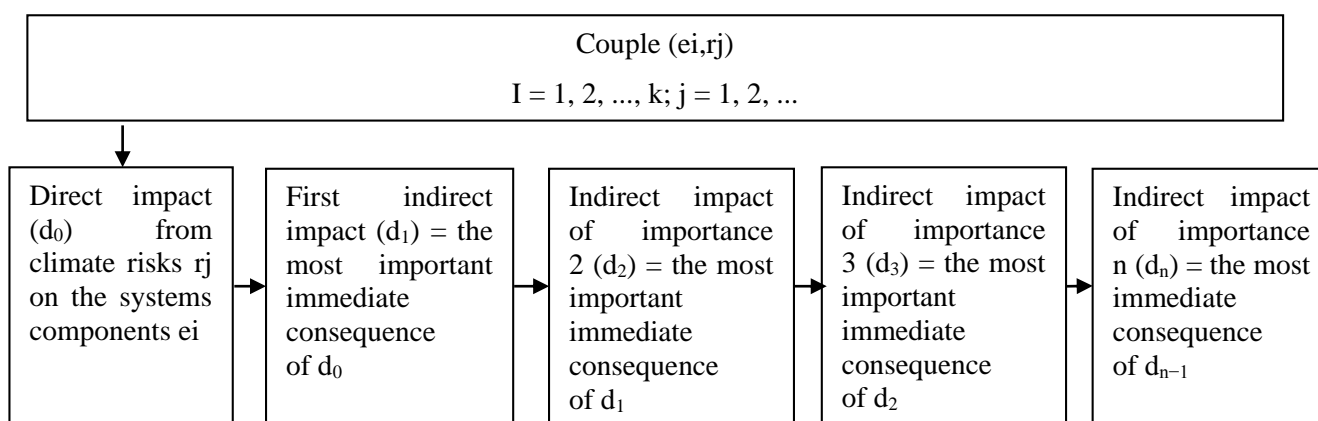 Couple (ei,rj)
I = 1, 2, ..., k; j = 1, 2, ...
Direct impact
(d₀) from
climate risks rj
on the systems
components ei
First indirect
impact (d₁) = the
most important
immediate
consequence
of d₀
Indirect impact
of importance
2 (d₂) = the most
important
immediate
consequence
of d₁
Indirect impact
of importance
3 (d₃) = the most
important
immediate
consequence
of d₂
Indirect impact
of importance
n (dₙ) = the most
immediate
consequence
of dₙ₋₁